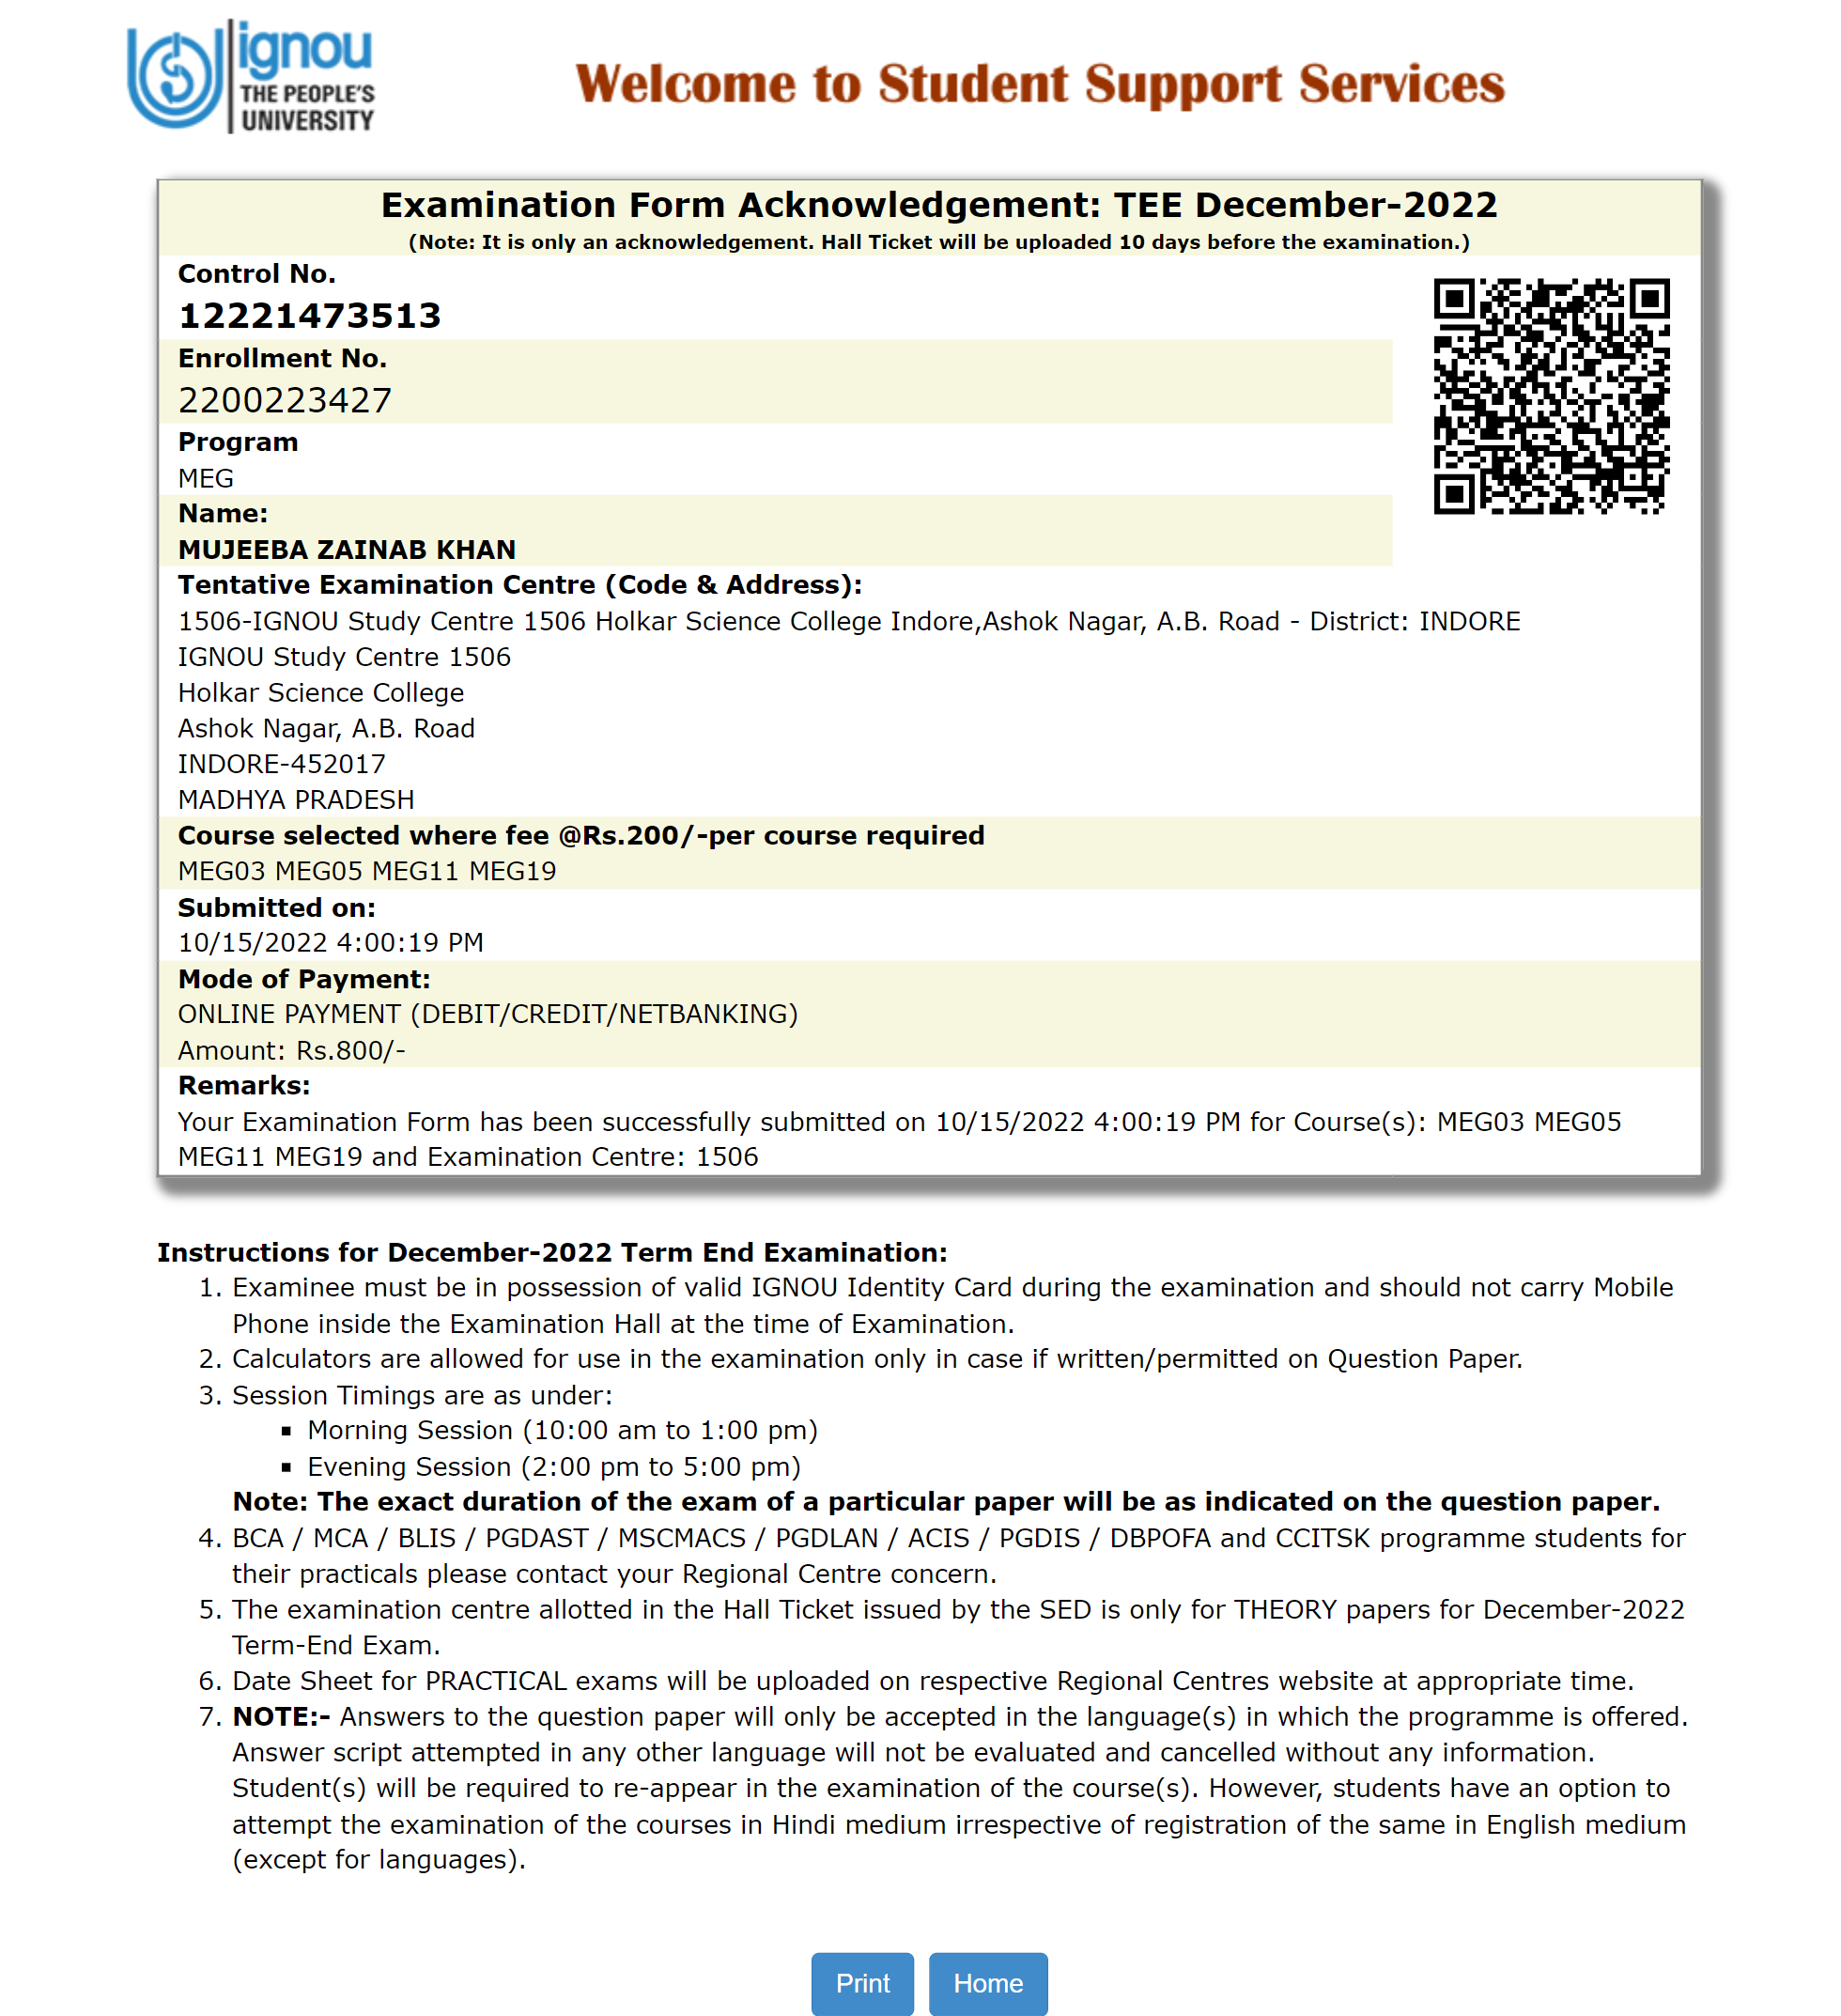 ignou
THE PEOPLE'S
UNIVERSITY
Welcome to Student Support Services
Examination Form Acknowledgement: TEE December-2022
(Note: It is only an acknowledgement. Hall Ticket will be uploaded 10 days before the examination.)
Control No.
12221473513
Enrollment No.
2200223427
Program
MEG
Name:
MUJEEBA ZAINAB KHAN
Tentative Examination Centre (Code & Address):
1506-IGNOU Study Centre 1506 Holkar Science College Indore,Ashok Nagar, A.B. Road - District: INDORE
IGNOU Study Centre 1506
Holkar Science College
Ashok Nagar, A.B. Road
INDORE-452017
MADHYA PRADESH
Course selected where fee @Rs.200/-per course required
MEG03 MEG05 MEG11 MEG19
Submitted on:
10/15/2022 4:00:19 PM
Mode of Payment:
ONLINE PAYMENT (DEBIT/CREDIT/NETBANKING)
Amount: Rs.800/-
Remarks:
Your Examination Form has been successfully submitted on 10/15/2022 4:00:19 PM for Course(s): MEG03 MEG05
MEG11 MEG19 and Examination Centre: 1506
Instructions for December-2022 Term End Examination:
1. Examinee must be in possession of valid IGNOU Identity Card during the examination and should not carry Mobile
Phone inside the Examination Hall at the time of Examination.
2. Calculators are allowed for use in the examination only in case if written/permitted on Question Paper.
3. Session Timings are as under:
▪ Morning Session (10:00 am to 1:00 pm)
▪ Evening Session (2:00 pm to 5:00 pm)
Note: The exact duration of the exam of a particular paper will be as indicated on the question paper.
4. BCA / MCA / BLIS / PGDAST / MSCMACS / PGDLAN / ACIS / PGDIS / DBPOFA and CCITSK programme students for
their practicals please contact your Regional Centre concern.
5. The examination centre allotted in the Hall Ticket issued by the SED is only for THEORY papers for December-2022
Term-End Exam.
6. Date Sheet for PRACTICAL exams will be uploaded on respective Regional Centres website at appropriate time.
7. NOTE:- Answers to the question paper will only be accepted in the language(s) in which the programme is offered.
Answer script attempted in any other language will not be evaluated and cancelled without any information.
Student(s) will be required to re-appear in the examination of the course(s). However, students have an option to
attempt the examination of the courses in Hindi medium irrespective of registration of the same in English medium
(except for languages).
Print Home